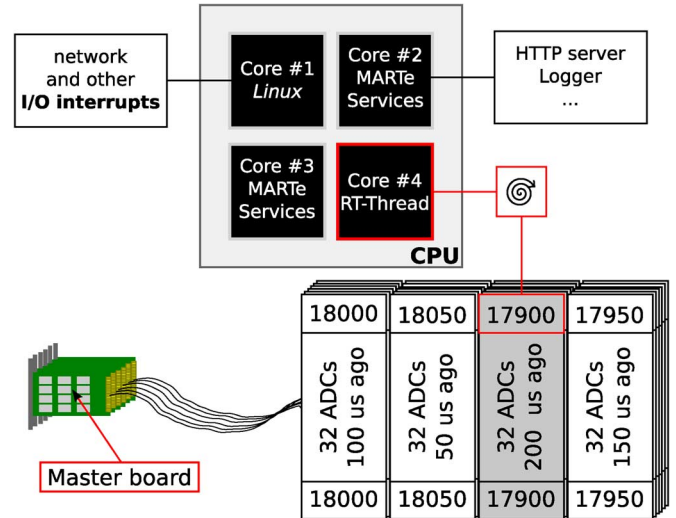 network
and other
I/O interrupts
Core #1
Linux
Core #2
MARTe
Services
HTTP server
Logger
...
Core #3
MARTe
Services
Core #4
RT-Thread
CPU
18000
18050
17900
17950
32 ADCs
100 us ago
32 ADCs
50 us ago
32 ADCs
200 us ago
32 ADCs
150 us ago
Master board
18000
18050
17900
17950